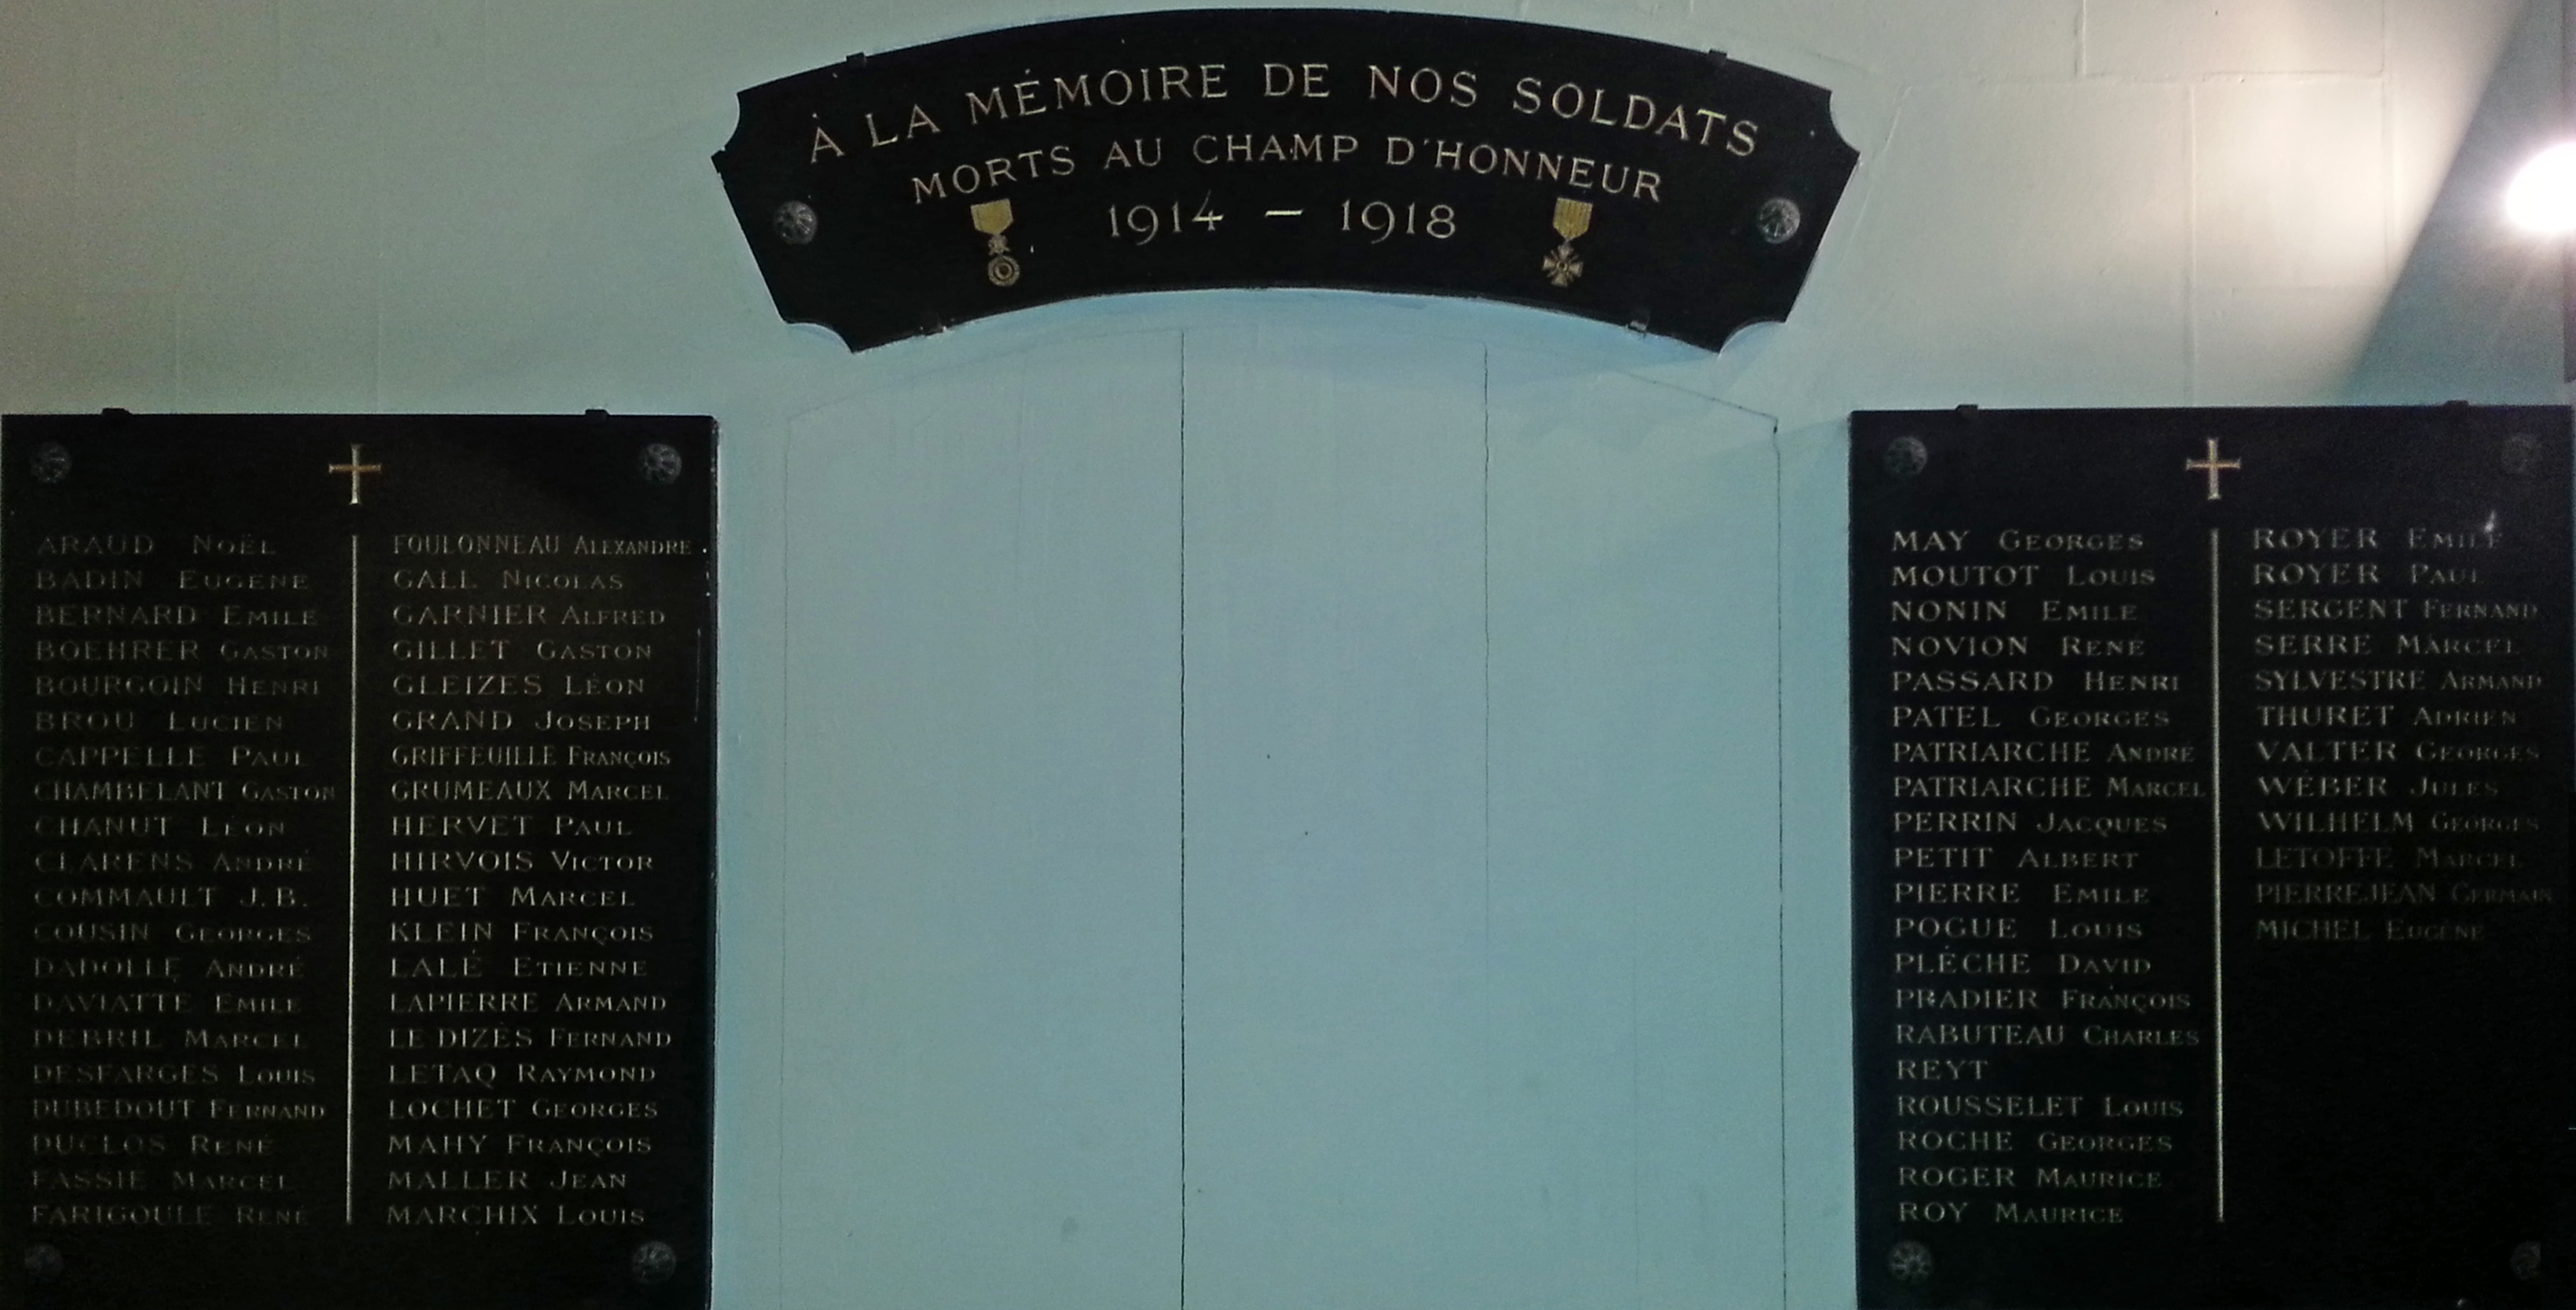 À LA MÉMOIRE DE NOS SOLDATS
MORTS AU CHAMP D'HONNEUR
1914 – 1918
ARAUD NOËL
BADIN EUGÈNE
BERNARD EMILE
BOEHRER GASTON
BOURGOIN HENRI
BROU LUCIEN
CAPPELLE PAUL
CHAMBELANT GASTON
CHANUT LÉON
CLARENS ANDRÉ
COMMAULT J.B.
COUSIN GEORGES
DADOLLE ANDRÉ
DAVIATTE EMILE
DEBRIL MARCEL
DESFARGES LOUIS
DUBEDOUT FERNAND
DUCLOS RENÉ
FASSIE MARCEL
FARIGOULE RENÉ
FOULONNEAU ALEXANDRE
GALL NICOLAS
GARNIER ALFRED
GILLET GASTON
GLEIZES LÉON
GRAND JOSEPH
GRIFFEUILLE FRANÇOIS
GRUMEAUX MARCEL
HERVET PAUL
HIRVOIS VICTOR
HUET MARCEL
KLEIN FRANÇOIS
LALÉ ETIENNE
LAPIERRE ARMAND
LE DIZÈS FERNAND
LETAQ RAYMOND
LOCHET GEORGES
MAHY FRANÇOIS
MALLER JEAN
MARCHIX LOUIS
MAY GEORGES
MOUTOT LOUIS
NONIN EMILE
NOVION RENÉ
PASSARD HENRI
PATEL GEORGES
PATRIARCHE ANDRÉ
PATRIARCHE MARCEL
PERRIN JACQUES
PETIT ALBERT
PIERRE EMILE
POGUE LOUIS
PLÈCHE DAVID
PRADIER FRANÇOIS
RABUTEAU CHARLES
REYT
ROUSSELET LOUIS
ROCHE GEORGES
ROGER MAURICE
ROY MAURICE
ROYER EMILE
ROYER PAUL
SERGENT FERNAND
SERRE MARCEL
SYLVESTRE ARMAND
THURET ADRIEN
VALTER GEORGES
WÉBER JULES
WILHELM GEORGES
LETOFFÉ MARCEL
PIERREJEAN GERMAIN
MICHEL EUGÈNE